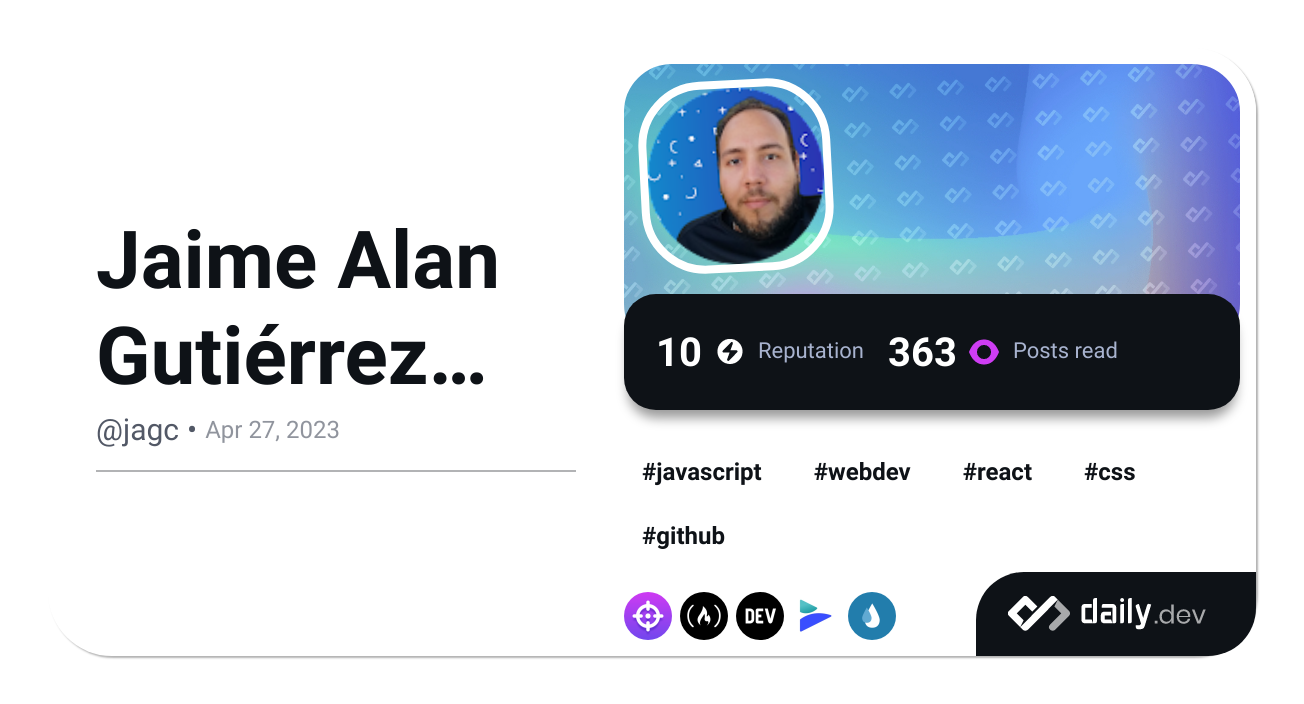 Jaime Alan
Gutiérrez…
@jagc • Apr 27, 2023
10 Reputation 363 Posts read
#javascript #webdev #react #css
#github
DEV
daily.dev